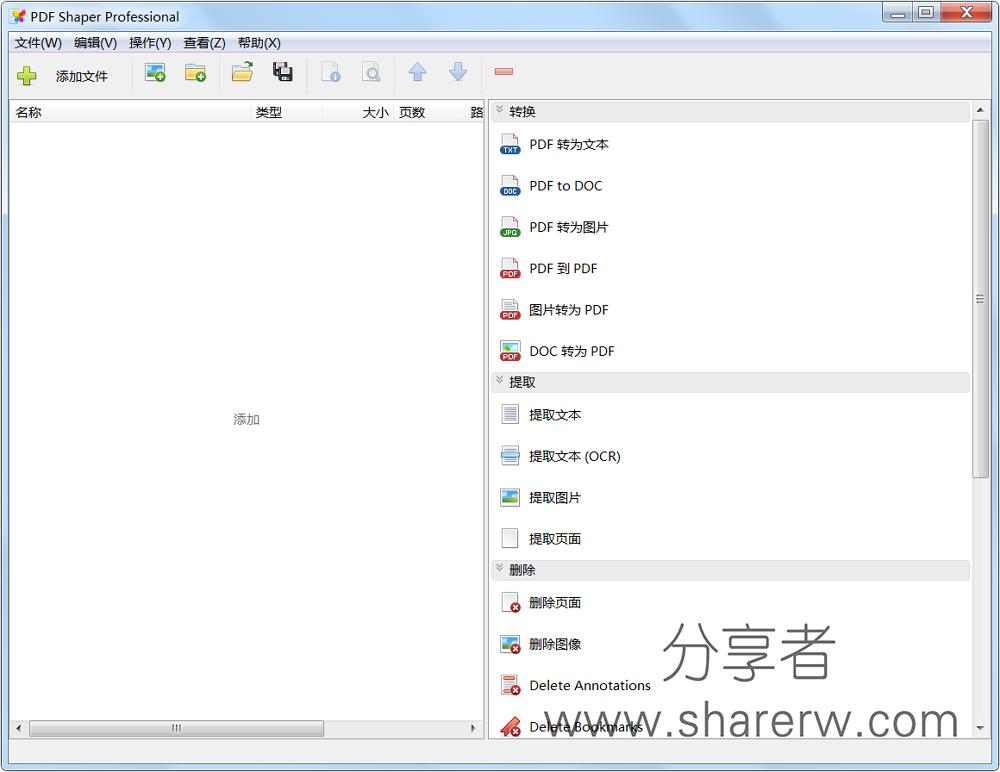 PDF Shaper Professional
文件(W) 编辑(V) 操作(Y) 查看(Z) 帮助(X)
添加文件
名称 类型 大小 页数 路
添加
转换
TXT PDF 转为文本
DOC PDF to DOC
JPG PDF 转为图片
PDF PDF 到 PDF
PDF 图片转为 PDF
PDF DOC 转为 PDF
提取
提取文本
提取文本 (OCR)
提取图片
提取页面
删除
删除页面
删除图像
Delete Annotations
Delete Bookmarks
分享者
www.sharerw.com